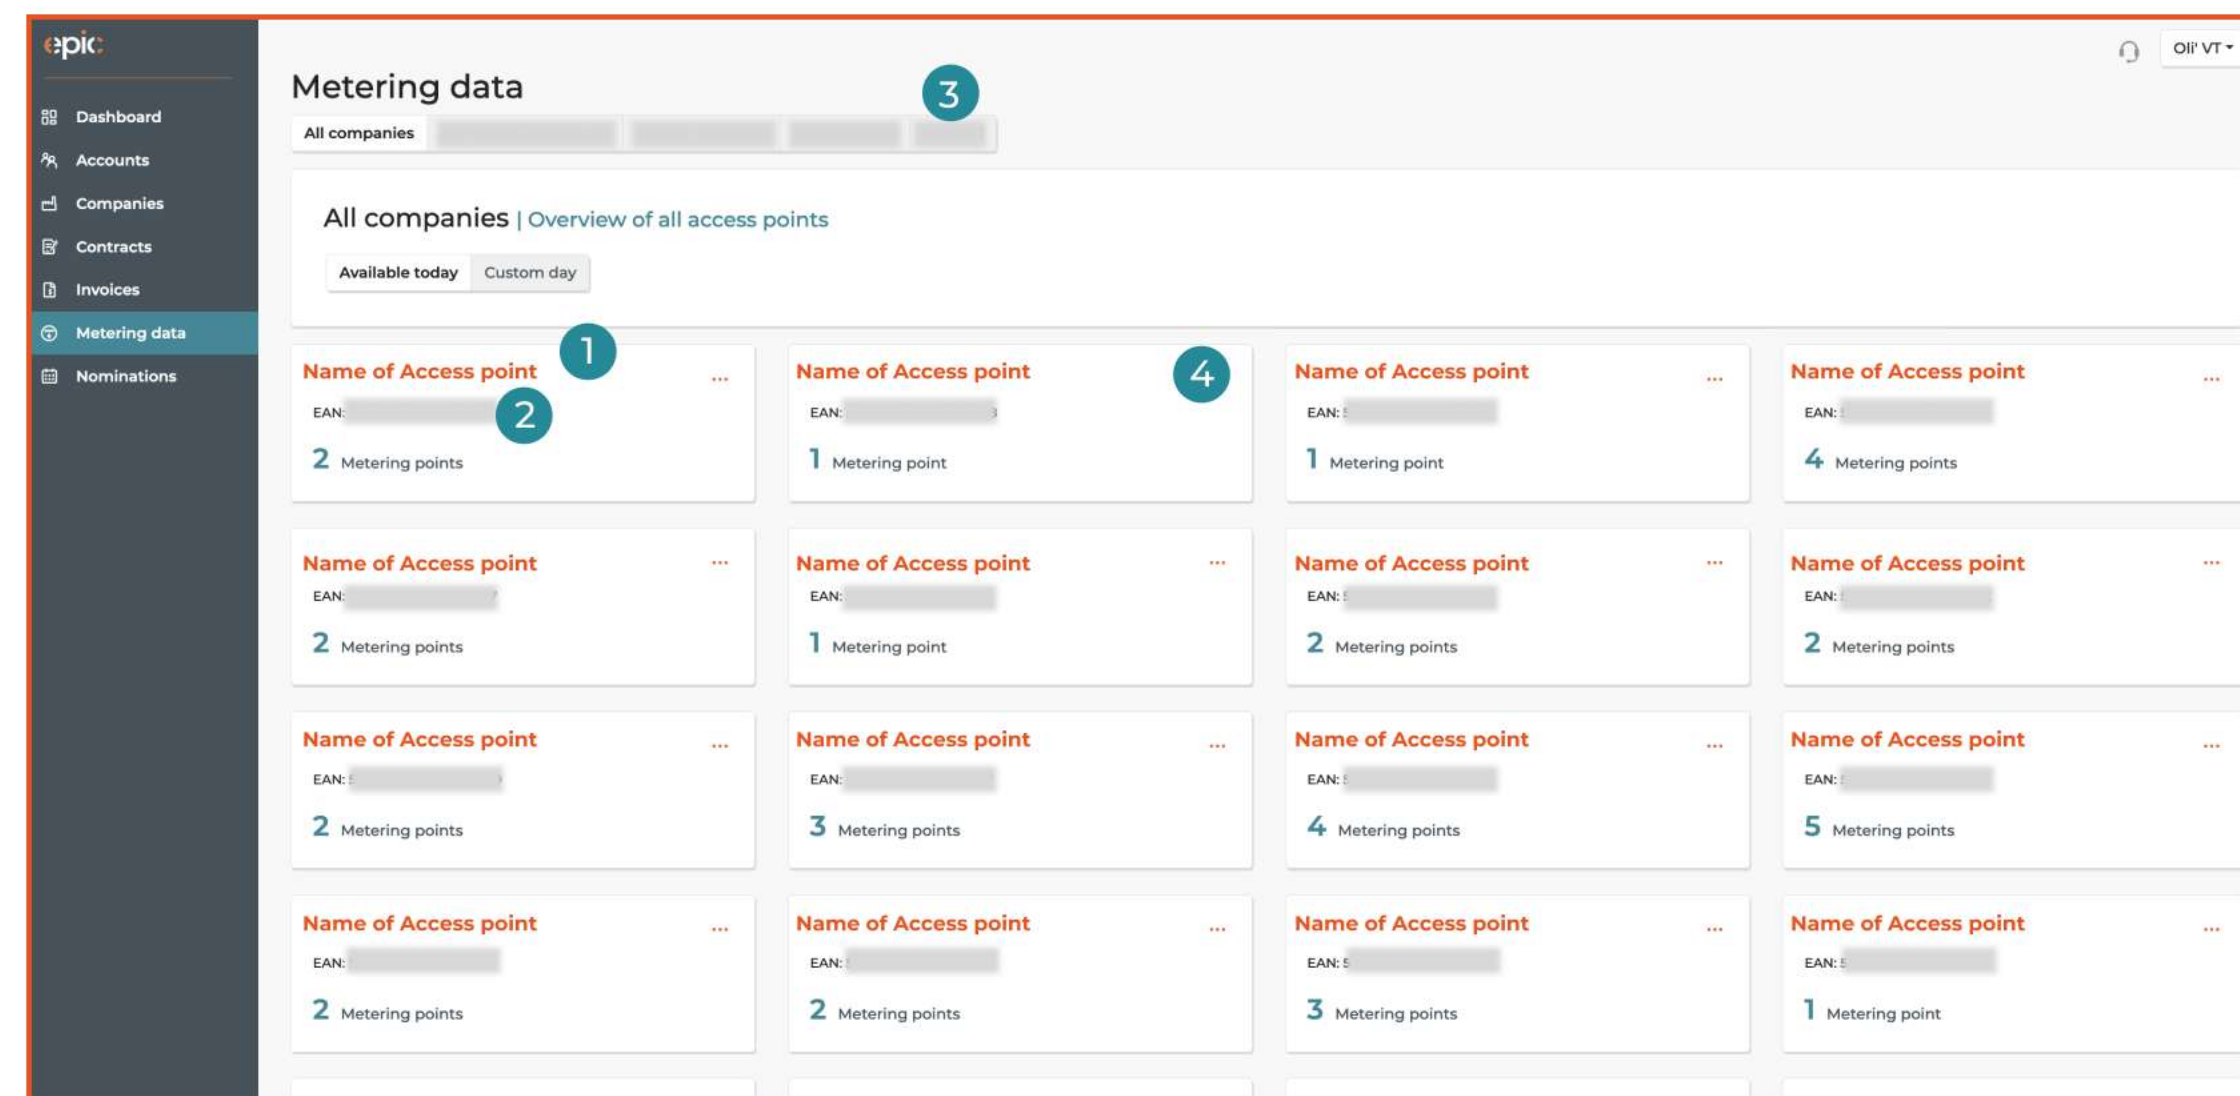 epic
Oli' VT
Metering data
3
Dashboard
All companies
Accounts
Companies
All companies | Overview of all access points
Contracts
Available today Custom day
Invoices
Metering data
Nominations
1
Name of Access point ...
EAN:
2
2 Metering points
Name of Access point
4
EAN:
1 Metering point
Name of Access point ...
EAN:
1 Metering point
Name of Access point ...
EAN:
4 Metering points
Name of Access point ...
EAN:
2 Metering points
Name of Access point ...
EAN:
1 Metering point
Name of Access point ...
EAN:
2 Metering points
Name of Access point ...
EAN:
2 Metering points
Name of Access point ...
EAN:
2 Metering points
Name of Access point ...
EAN:
3 Metering points
Name of Access point ...
EAN:
4 Metering points
Name of Access point ...
EAN:
5 Metering points
Name of Access point ...
EAN:
2 Metering points
Name of Access point ...
EAN:
2 Metering points
Name of Access point ...
EAN: 5
3 Metering points
Name of Access point ...
EAN: 5
1 Metering point